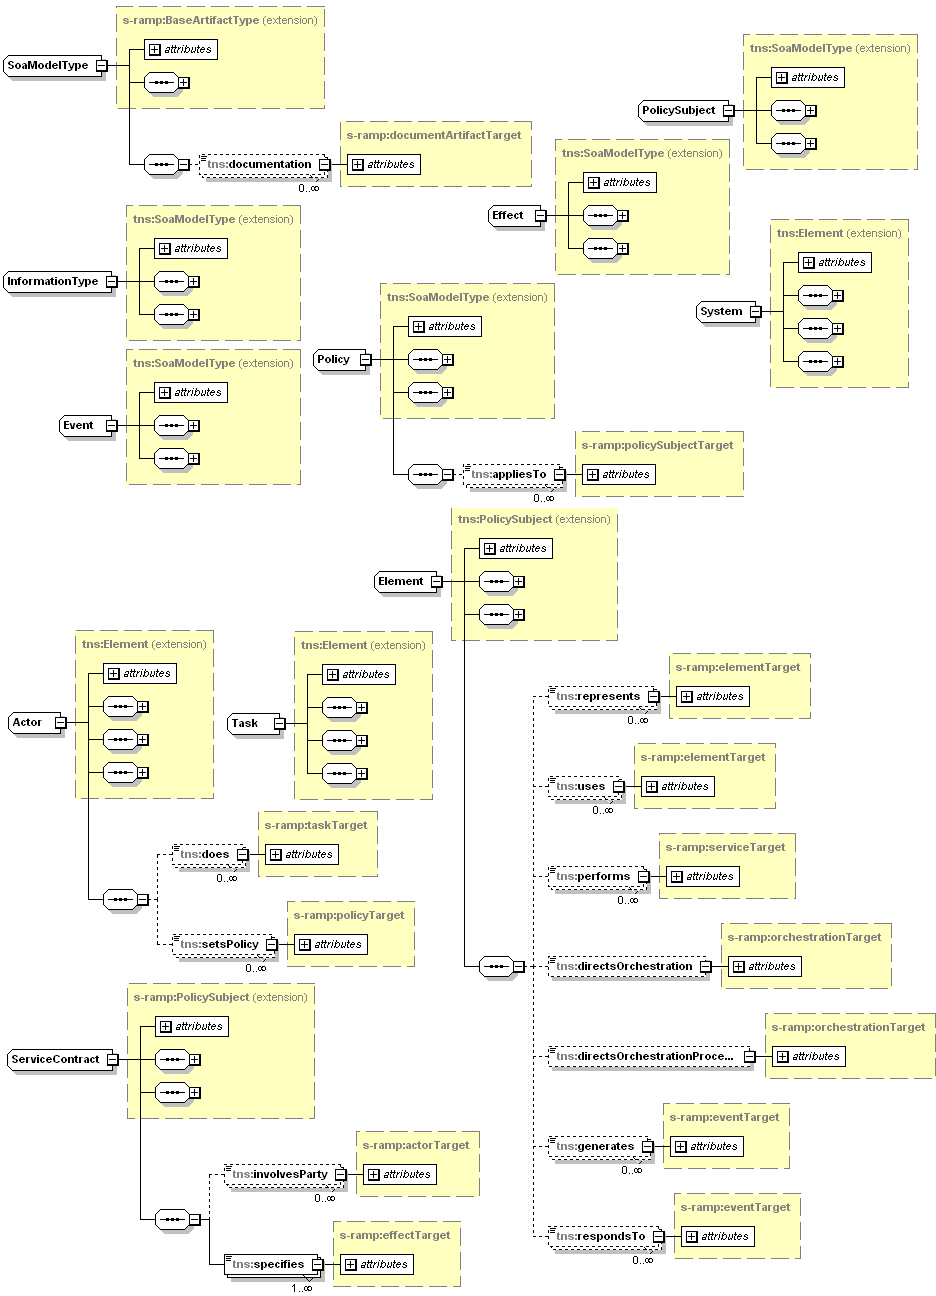 s-ramp:BaseArtifactType (extension)
attributes
SoaModelType
s-ramp:documentArtifactTarget
tns:documentation
attributes
0..∞
tns:SoaModelType (extension)
attributes
PolicySubject
tns:SoaModelType (extension)
attributes
Effect
tns:SoaModelType (extension)
attributes
InformationType
tns:Element (extension)
attributes
System
tns:SoaModelType (extension)
attributes
Policy
tns:SoaModelType (extension)
attributes
Event
s-ramp:policySubjectTarget
tns:appliesTo
attributes
0..∞
tns:PolicySubject (extension)
attributes
Element
tns:Element (extension)
attributes
Actor
tns:Element (extension)
attributes
Task
s-ramp:elementTarget
tns:represents
attributes
0..∞
s-ramp:elementTarget
tns:uses
attributes
0..∞
s-ramp:taskTarget
tns:does
attributes
0..∞
s-ramp:serviceTarget
tns:performs
attributes
0..∞
s-ramp:policyTarget
tns:setsPolicy
attributes
0..∞
s-ramp:orchestrationTarget
tns:directsOrchestration
attributes
s-ramp:PolicySubject (extension)
attributes
ServiceContract
s-ramp:orchestrationTarget
tns:directsOrchestrationProce...
attributes
s-ramp:eventTarget
tns:generates
attributes
0..∞
s-ramp:actorTarget
tns:involvesParty
attributes
0..∞
s-ramp:eventTarget
tns:respondsTo
attributes
0..∞
s-ramp:effectTarget
tns:specifies
attributes
1..∞